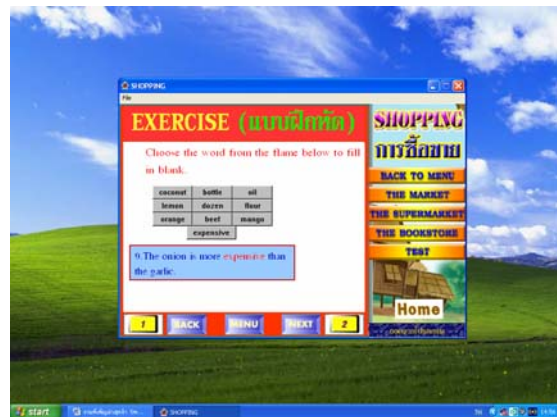 SHOPPING
File
EXERCISE (แบบฝึกหัด)
Choose the word from the flame below to fill
in blank.
coconut bottle oil
lemon dozen flour
orange beef mango
expensive
9.The onion is more expensive than
the garlic.
1 BACK MENU NEXT 2
SHOPPING
การซื้อขาย
BACK TO MENU
THE MARKET
THE SUPERMARKET
THE BOOKSTORE
TEST
Home
start
SHOPPING